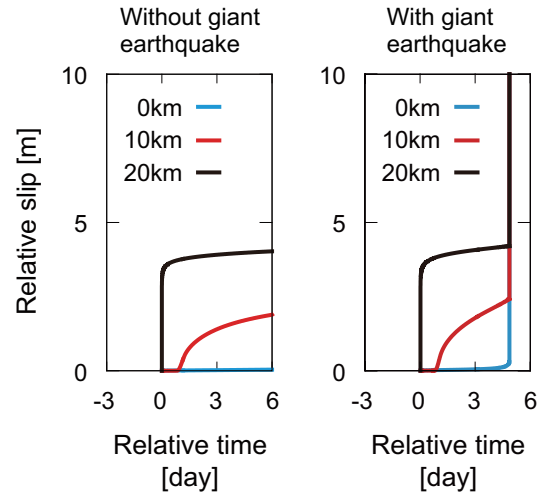 Without giant
earthquake
With giant
earthquake
Relative slip [m]
10
5
0
0km
10km
20km
-3 0 3 6
Relative time
[day]
10
5
0
0km
10km
20km
-3 0 3 6
Relative time
[day]